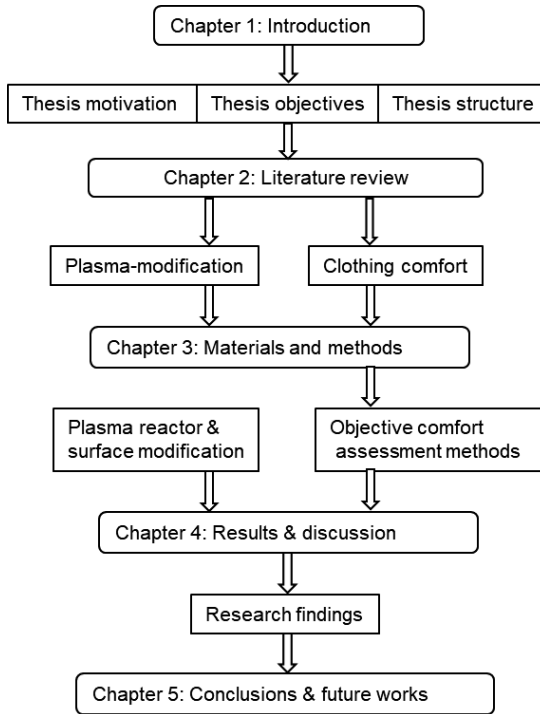 Chapter 1: Introduction
Thesis motivation
Thesis objectives
Thesis structure
Chapter 2: Literature review
Plasma-modification
Clothing comfort
Chapter 3: Materials and methods
Plasma reactor &
surface modification
Objective comfort
assessment methods
Chapter 4: Results & discussion
Research findings
Chapter 5: Conclusions & future works